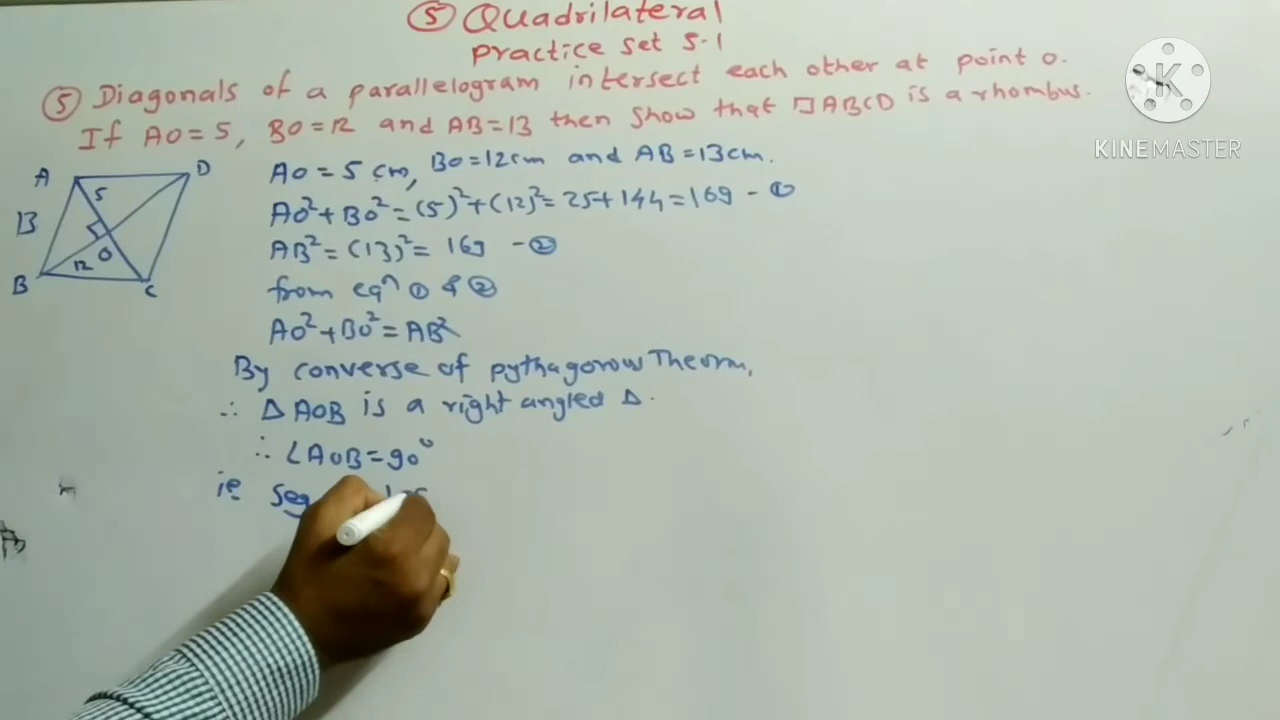 ⑤ Quadrilateral
Practice set 5.1
⑤ Diagonals of a parallelogram intersect each other at point O.
If AO = 5, BO = 12 and AB = 13 then show that □ABCD is a rhombus.
A
D
5
13
O
12
B
C
AO = 5 cm, BO = 12 cm and AB = 13 cm.
AO² + BO² = (5)² + (12)² = 25 + 144 = 169 - ①
AB² = (13)² = 169 - ②
from eqⁿ ① & ②
AO² + BO² = AB²
By converse of pythagorous Theorm,
∴ Δ AOB is a right angled Δ.
∴ ∠AOB = 90°
ie seg
K
KINEMASTER